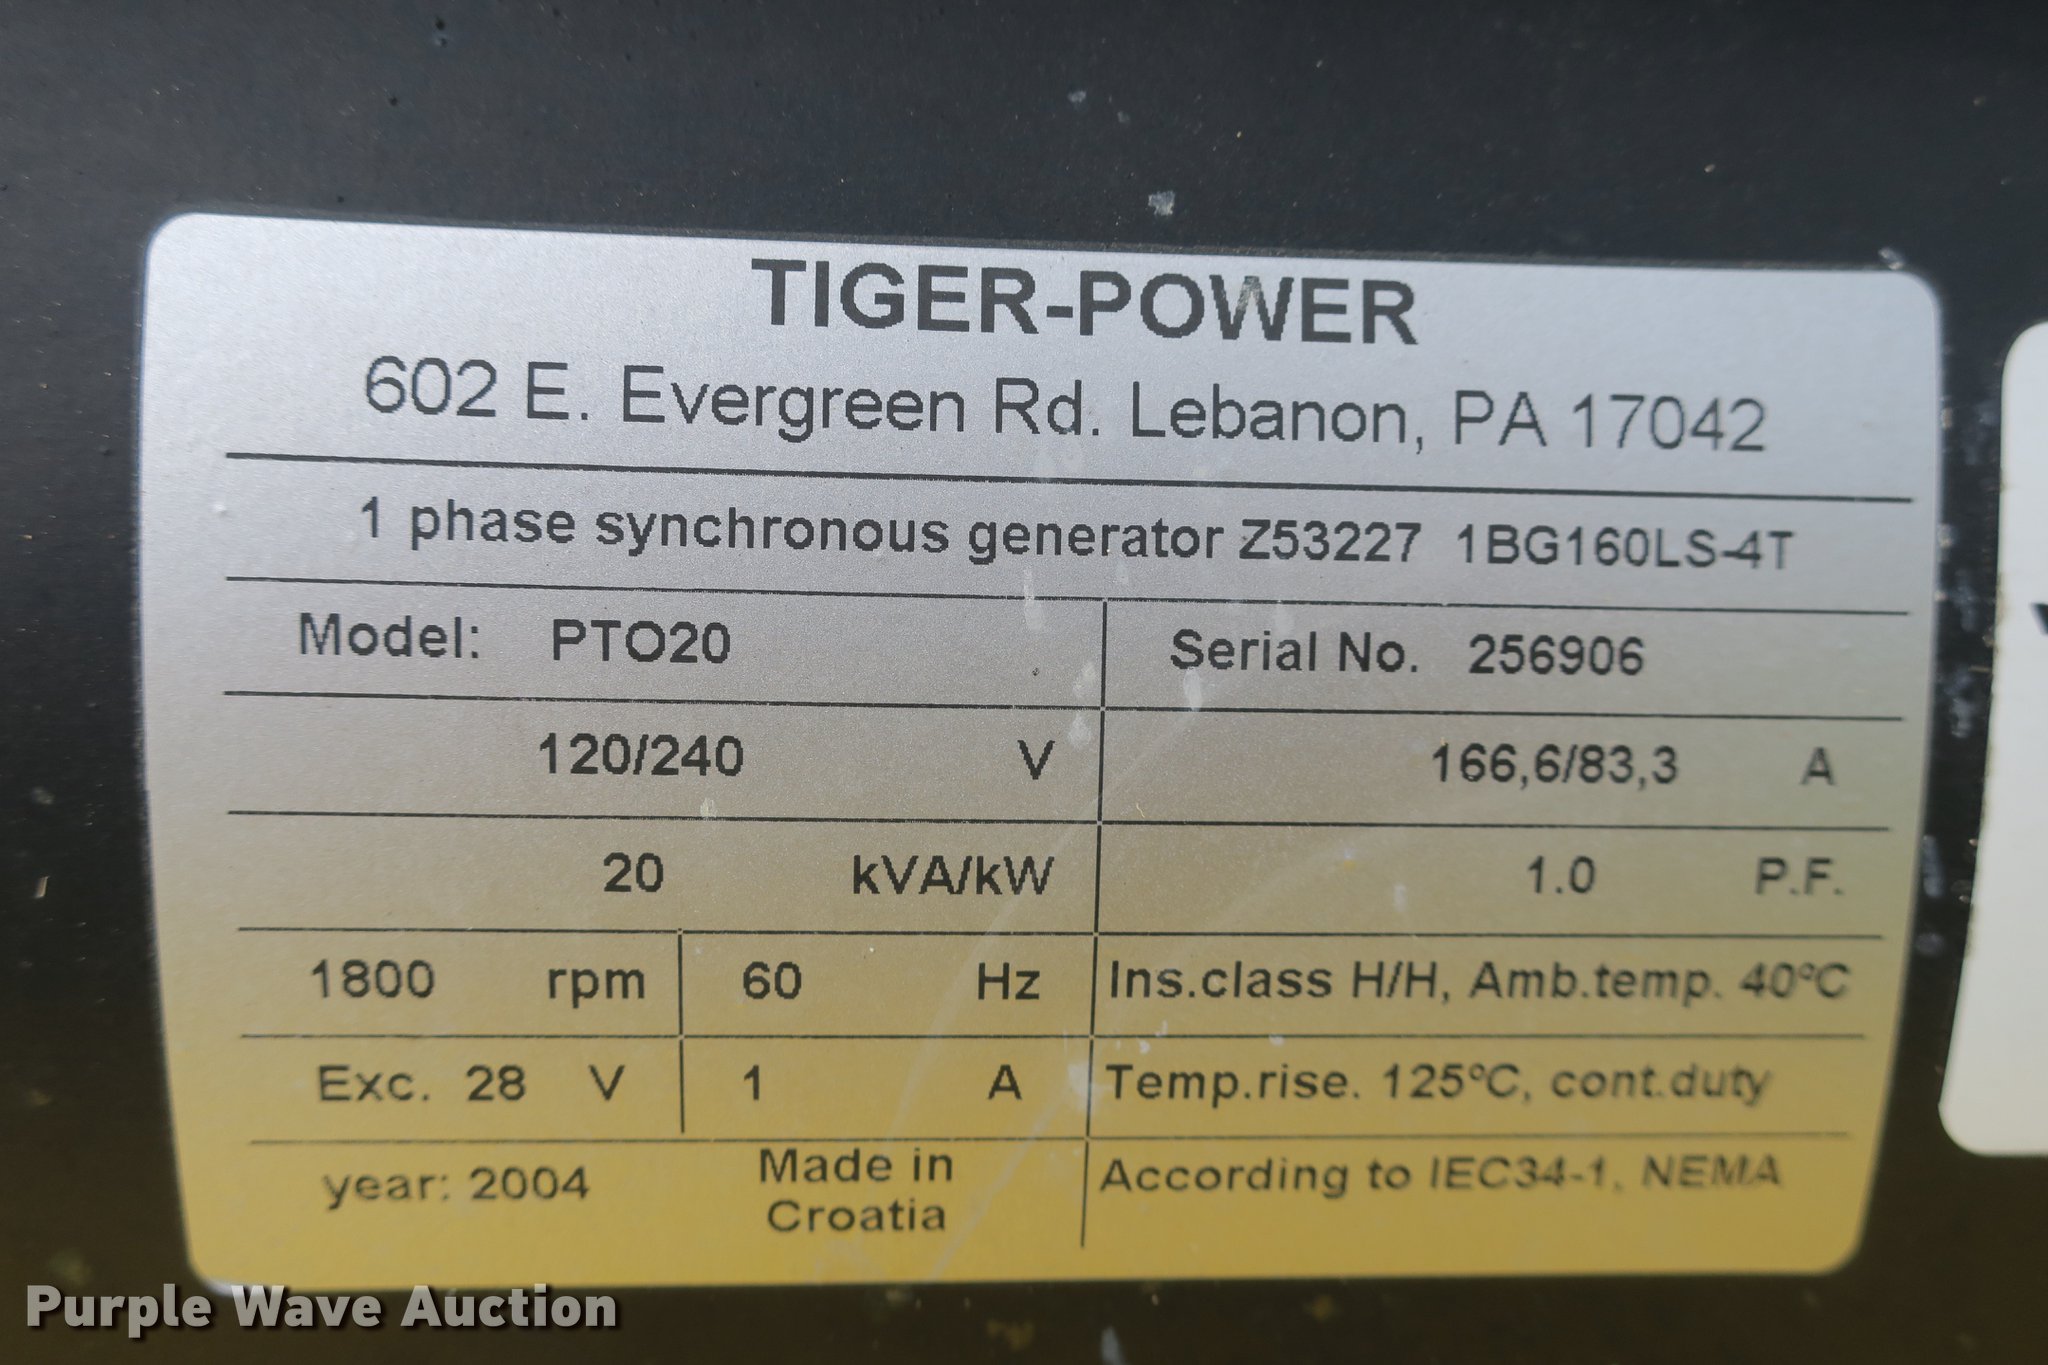 TIGER-POWER
602 E. Evergreen Rd. Lebanon, PA 17042
1 phase synchronous generator Z53227 1BG160LS-4T
Model: PTO20 Serial No. 256906
120/240 V 166,6/83,3 A
20 kVA/kW 1.0 P.F.
1800 rpm 60 Hz Ins.class H/H, Amb.temp. 40ºC
Exc. 28 V 1 A Temp.rise. 125ºC, cont.duty
year: 2004 Made in Croatia According to IEC34-1, NEMA
Purple Wave Auction